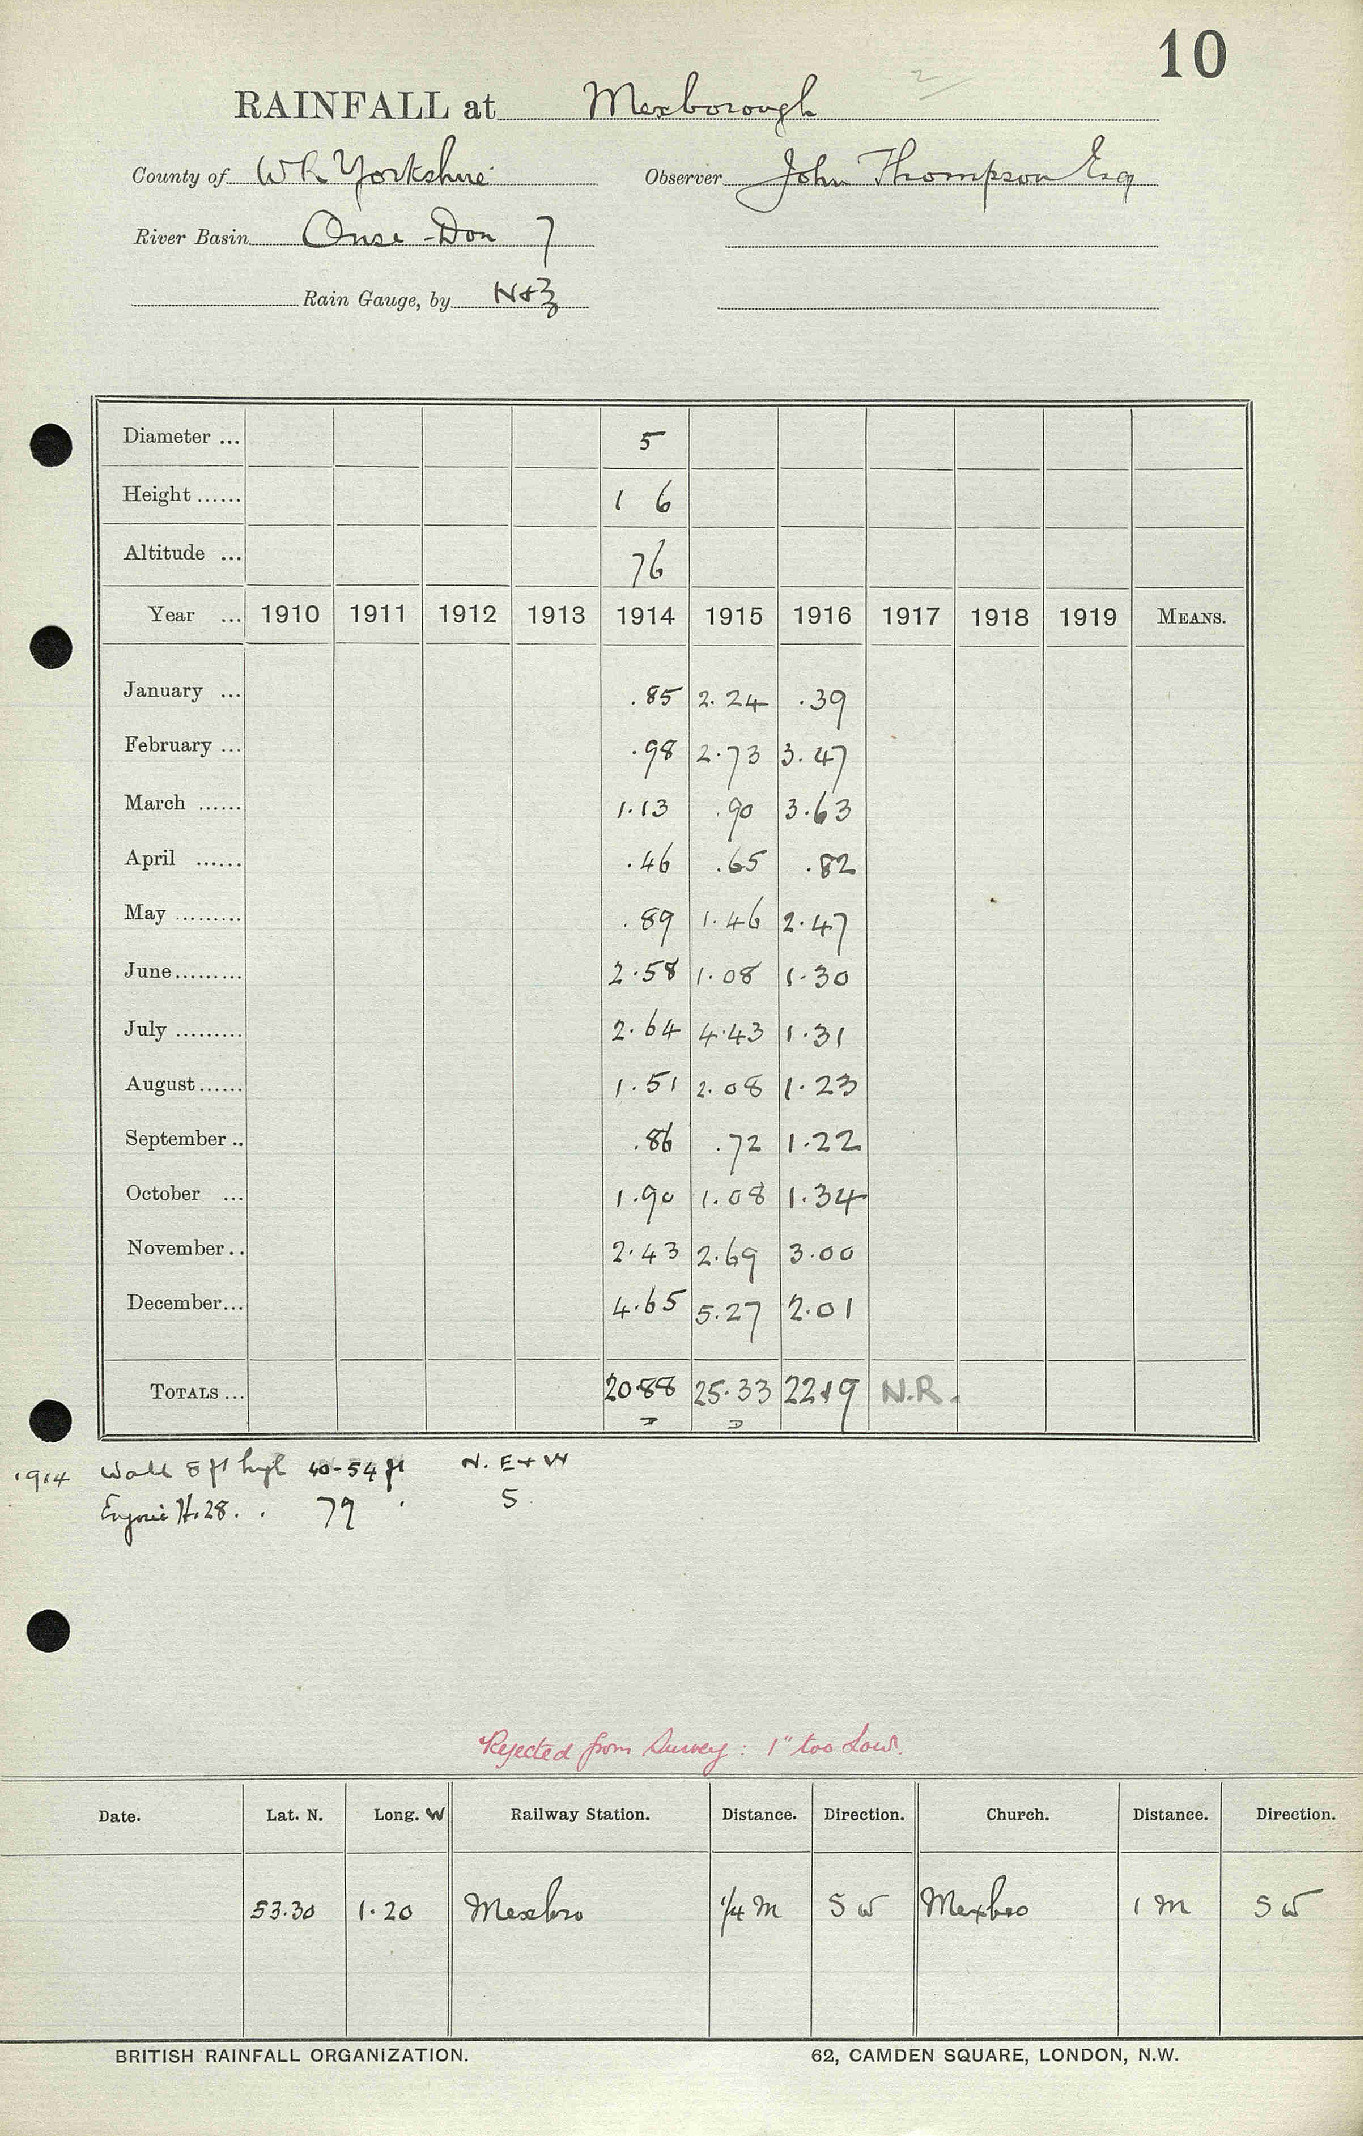 10
RAINFALL at Mexborough
County of W R Yorkshire Observer John Thompson Esq
River Basin Ouse - Don 7
Rain Gauge, by N+Z
Diameter ... 5
Height ...... 1 6
Altitude ... 76
Year ... 1910 1911 1912 1913 1914 1915 1916 1917 1918 1919 MEANS.
January ... .85 2.24 .39
February ... .98 2.73 3.47
March ...... 1.13 .90 3.63
April ...... .46 .65 .82
May ......... .89 1.46 2.47
June ......... 2.58 1.08 1.30
July ......... 2.64 4.43 1.31
August ...... 1.51 2.08 1.23
September .. .86 .72 1.22
October ... 1.90 1.08 1.34
November .. 2.43 2.69 3.00
December ... 4.65 5.27 2.01
TOTALS ... 20.88 25.33 22.19 N.R.
1914 Wall 8 ft high 40-54 ft N. E + W
Engine H. 28 . . 79 S
Rejected from Survey: 1" too Low.
Date. Lat. N. Long. W Railway Station. Distance. Direction. Church. Distance. Direction.
53.30 1.20 Mexbro 1/4 M S W Mexbro 1 M S W
BRITISH RAINFALL ORGANIZATION. 62, CAMDEN SQUARE, LONDON, N.W.